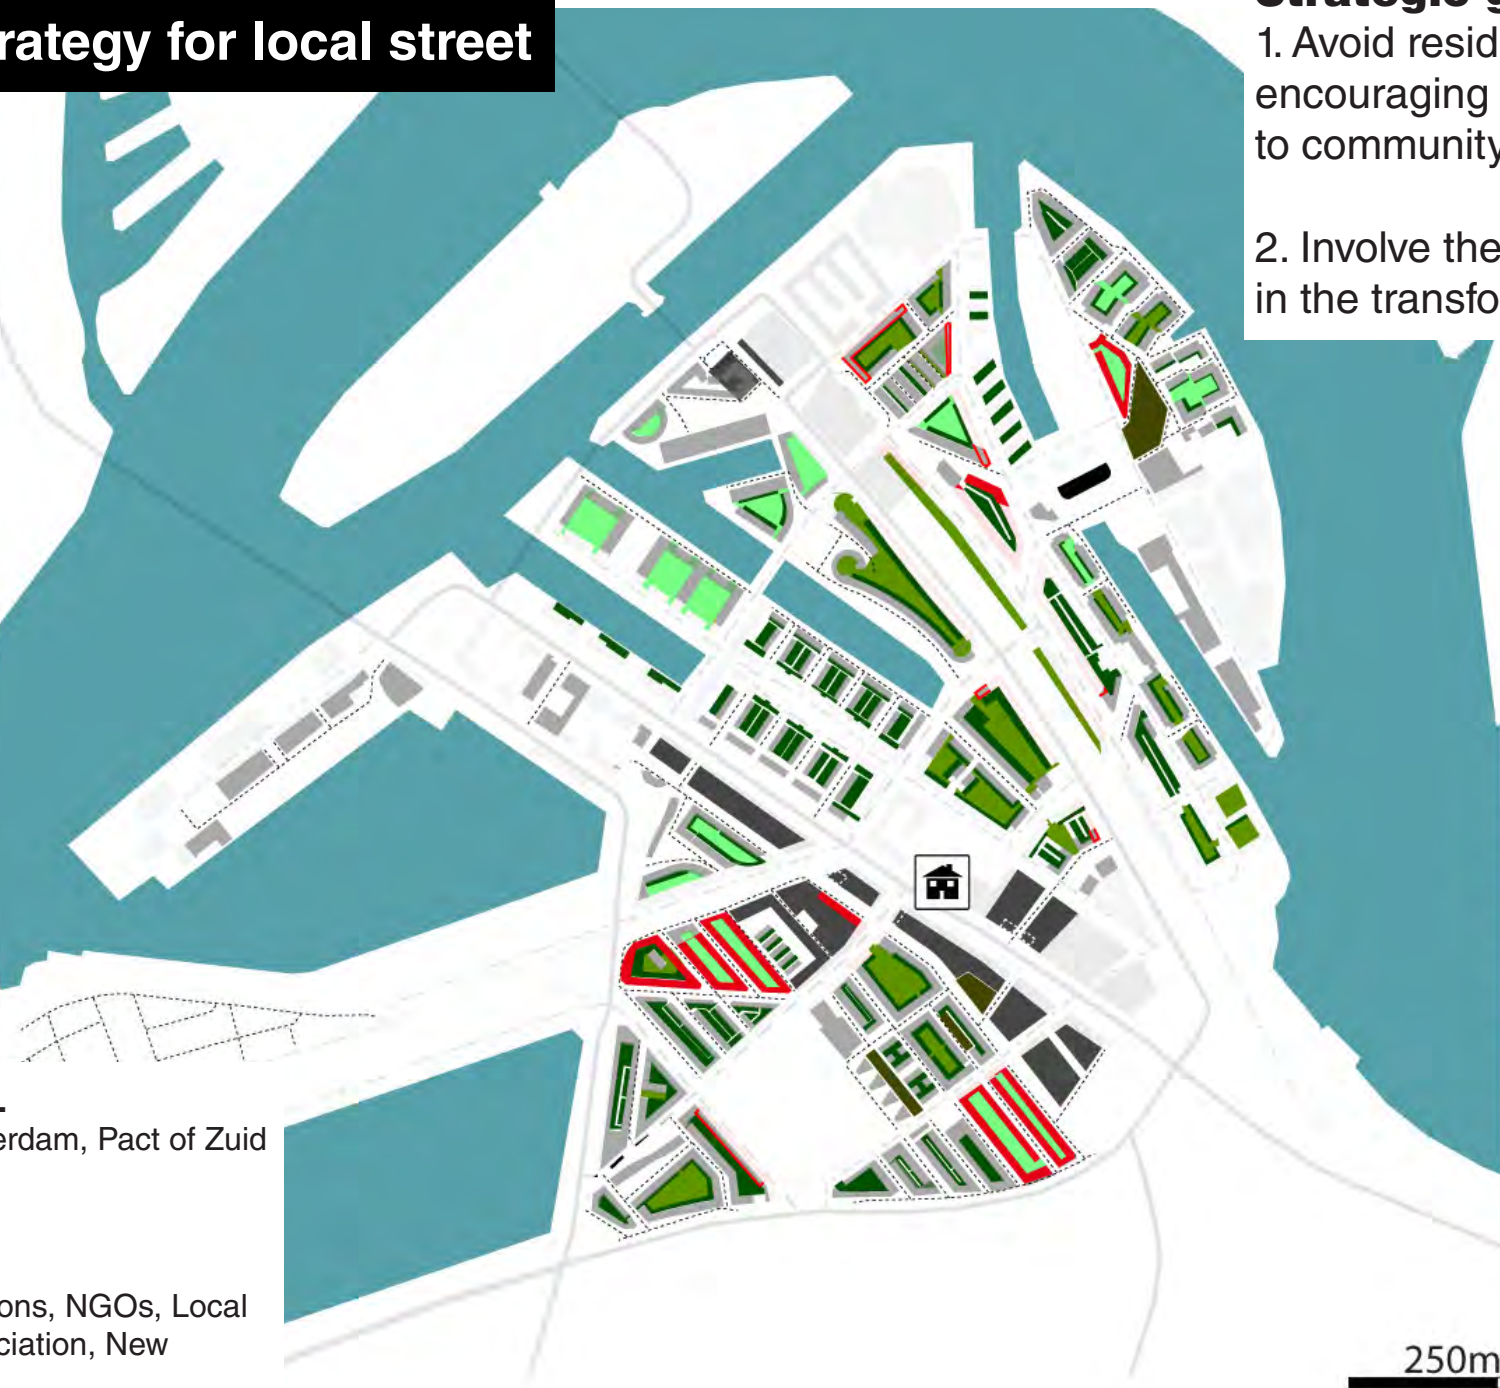 rategy for local street
Strategic g
1. Avoid resid
encouraging
to community
2. Involve the
in the transfo
erdam, Pact of Zuid
ons, NGOs, Local
ciation, New
250m